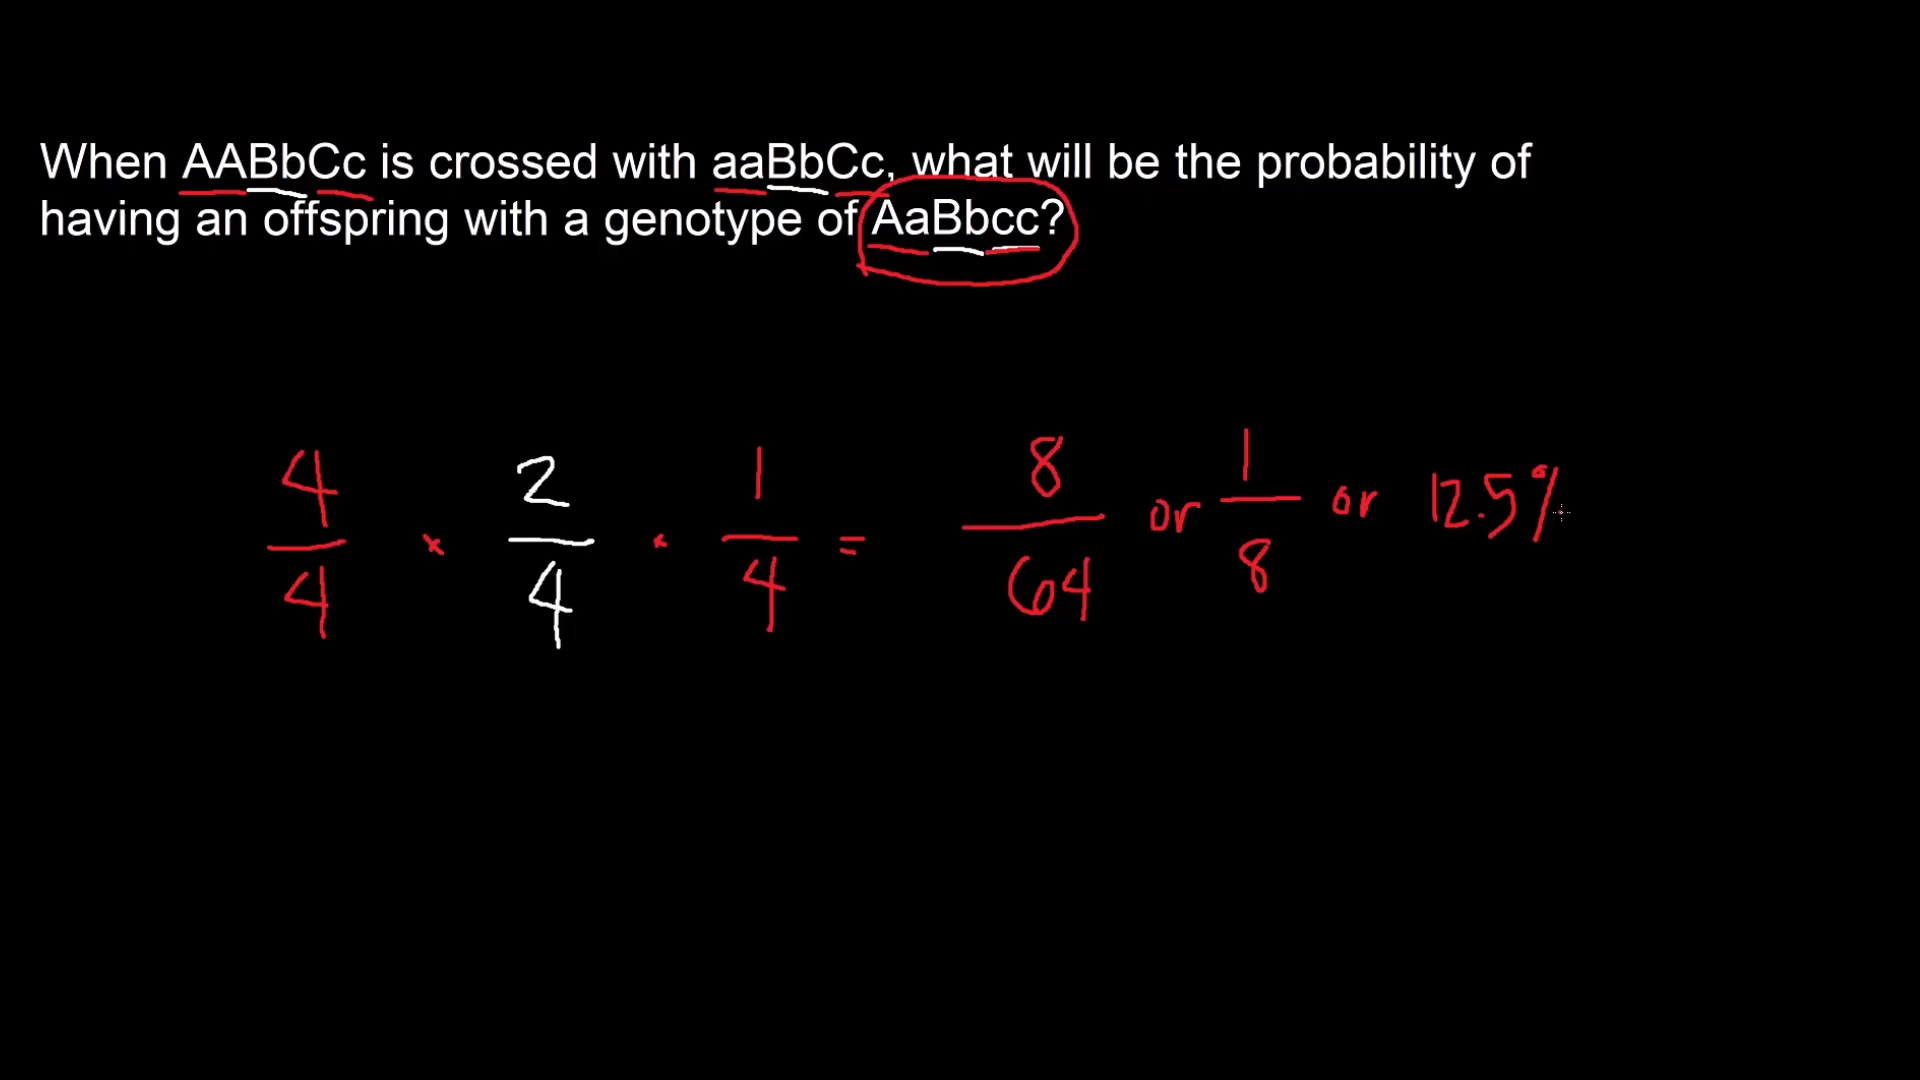 When AABbCc is crossed with aaBbCc, what will be the probability of
having an offspring with a genotype of AaBbcc?
4/4 × 2/4 · 1/4 = 8/64 or 1/8 or 12.5%